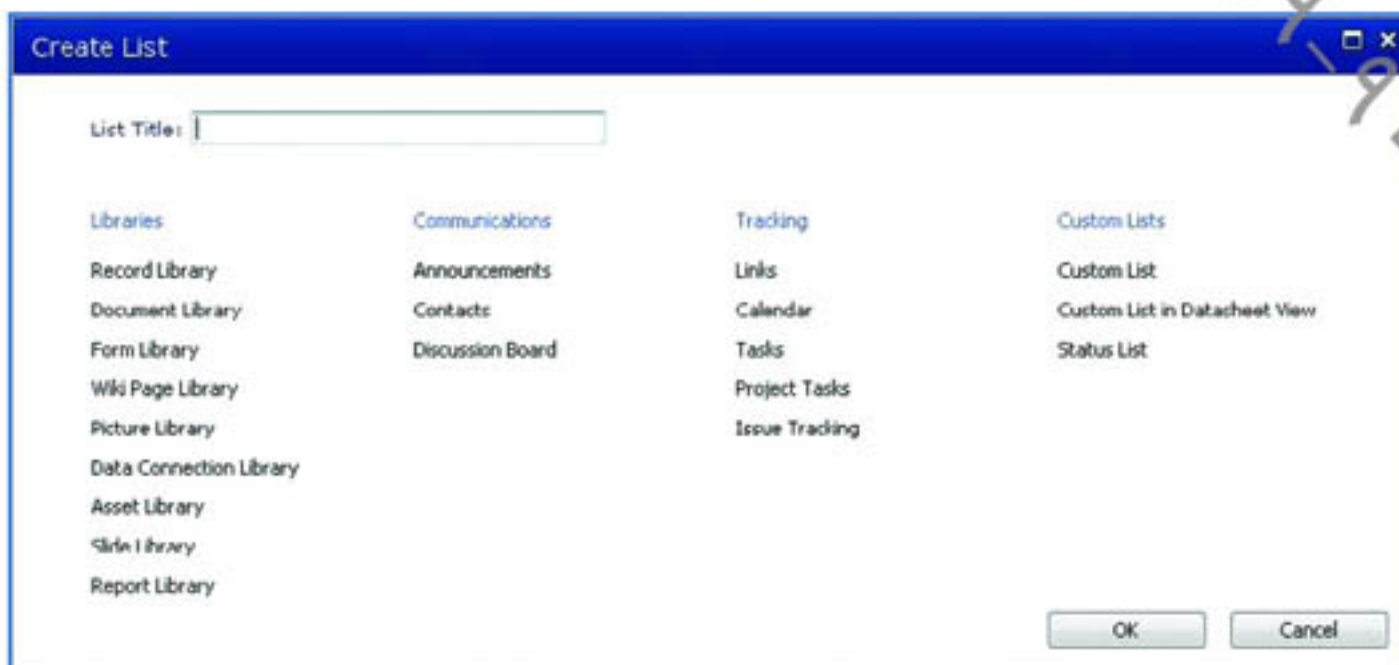 Create List
List Title:
Libraries
Record Library
Document Library
Form Library
Wiki Page Library
Picture Library
Data Connection Library
Asset Library
Slide Library
Report Library
Communications
Announcements
Contacts
Discussion Board
Tracking
Links
Calendar
Tasks
Project Tasks
Issue Tracking
Custom Lists
Custom List
Custom List in Datasheet View
Status List
OK
Cancel